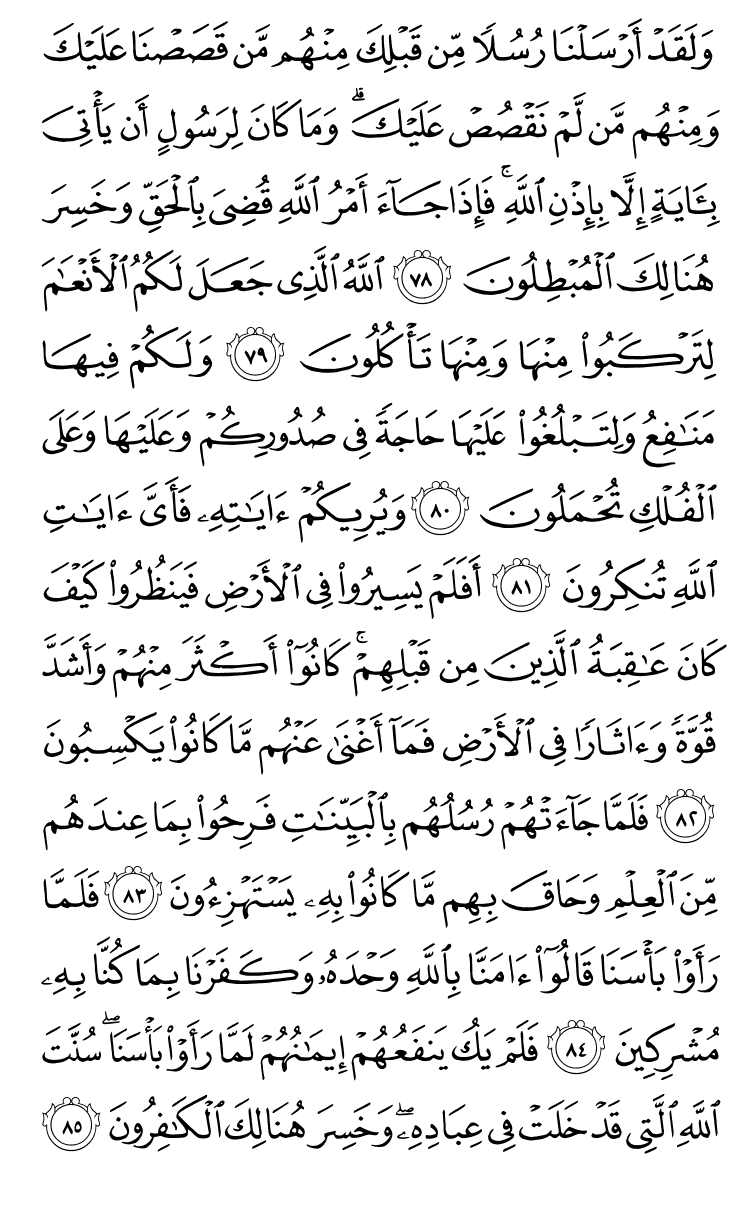 وَلَقَدۡ أَرۡسَلۡنَا رُسُلٗا مِّن قَبۡلِكَ مِنۡهُم مَّن قَصَصۡنَا عَلَيۡكَ
وَمِنۡهُم مَّن لَّمۡ نَقۡصُصۡ عَلَيۡكَۗ وَمَا كَانَ لِرَسُولٍ أَن يَأۡتِيَ
بِـَٔايَةٍ إِلَّا بِإِذۡنِ ٱللَّهِۚ فَإِذَا جَآءَ أَمۡرُ ٱللَّهِ قُضِيَ بِٱلۡحَقِّ وَخَسِرَ
هُنَالِكَ ٱلۡمُبۡطِلُونَ ٧٨ ٱللَّهُ ٱلَّذِي جَعَلَ لَكُمُ ٱلۡأَنۡعَٰمَ
لِتَرۡكَبُواْ مِنۡهَا وَمِنۡهَا تَأۡكُلُونَ ٧٩ وَلَكُمۡ فِيهَا
مَنَٰفِعُ وَلِتَبۡلُغُواْ عَلَيۡهَا حَاجَةٗ فِي صُدُورِكُمۡ وَعَلَيۡهَا وَعَلَى
ٱلۡفُلۡكِ تُحۡمَلُونَ ٨٠ وَيُرِيكُمۡ ءَايَٰتِهِۦ فَأَيَّ ءَايَٰتِ
ٱللَّهِ تُنكِرُونَ ٨١ أَفَلَمۡ يَسِيرُواْ فِي ٱلۡأَرۡضِ فَيَنظُرُواْ كَيۡفَ
كَانَ عَٰقِبَةُ ٱلَّذِينَ مِن قَبۡلِهِمۡۚ كَانُوٓاْ أَكۡثَرَ مِنۡهُمۡ وَأَشَدَّ
قُوَّةٗ وَءَاثَارٗا فِي ٱلۡأَرۡضِ فَمَآ أَغۡنَىٰ عَنۡهُم مَّا كَانُواْ يَكۡسِبُونَ
٨٢ فَلَمَّا جَآءَتۡهُمۡ رُسُلُهُم بِٱلۡبَيِّنَٰتِ فَرِحُواْ بِمَا عِندَهُم
مِّنَ ٱلۡعِلۡمِ وَحَاقَ بِهِم مَّا كَانُواْ بِهِۦ يَسۡتَهۡزِءُونَ ٨٣ فَلَمَّا
رَأَوۡاْ بَأۡسَنَا قَالُوٓاْ ءَامَنَّا بِٱللَّهِ وَحۡدَهُۥ وَكَفَرۡنَا بِمَا كُنَّا بِهِۦ
مُشۡرِكِينَ ٨٤ فَلَمۡ يَكُ يَنفَعُهُمۡ إِيمَٰنُهُمۡ لَمَّا رَأَوۡاْ بَأۡسَنَاۖ سُنَّتَ
ٱللَّهِ ٱلَّتِي قَدۡ خَلَتۡ فِي عِبَادِهِۦۖ وَخَسِرَ هُنَالِكَ ٱلۡكَٰفِرُونَ ٨٥